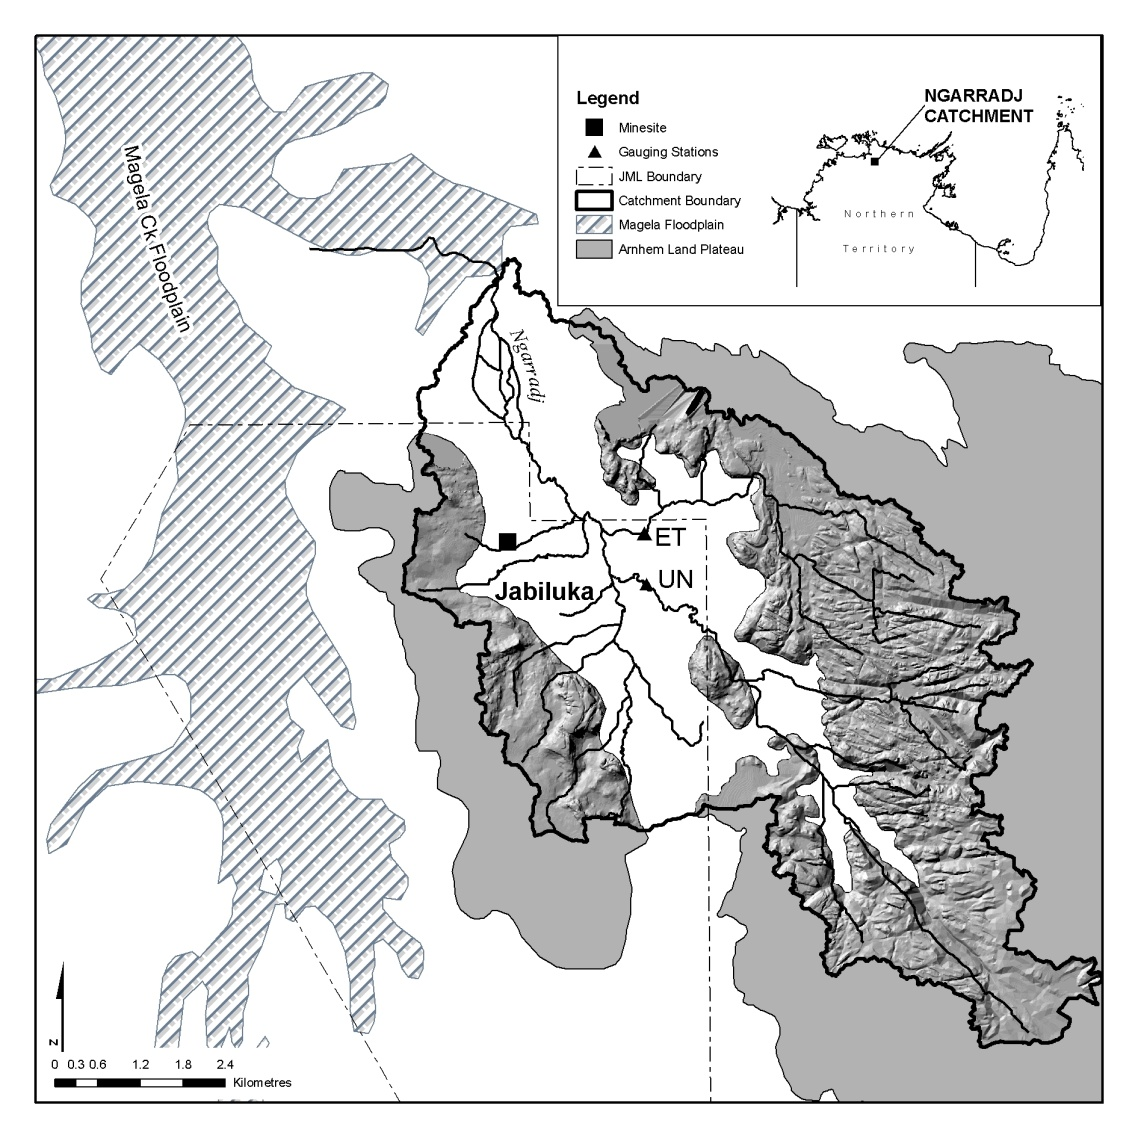 Legend
Minesite
Gauging Stations
JML Boundary
Catchment Boundary
Magela Floodplain
Arnhem Land Plateau
NGARRADJ
CATCHMENT
Northern
Territory
Magela Ck Floodplain
Ngarradj
ET
UN
Jabiluka
N
0 0.3 0.6 1.2 1.8 2.4
Kilometres